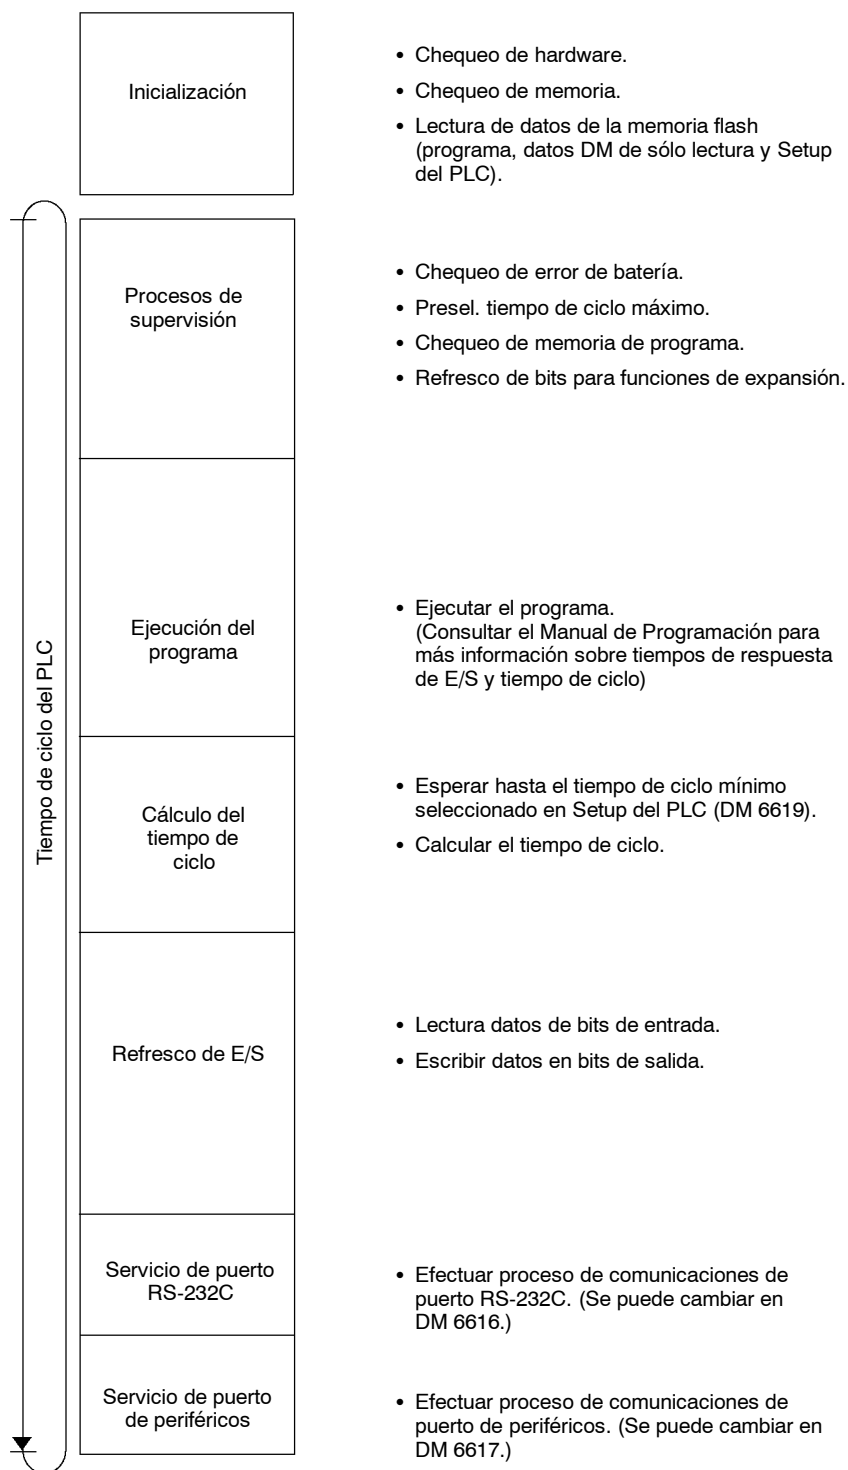 Inicialización
• Chequeo de hardware.
• Chequeo de memoria.
• Lectura de datos de la memoria flash
(programa, datos DM de sólo lectura y Setup
del PLC).
Tiempo de ciclo del PLC
Procesos de
supervisión
• Chequeo de error de batería.
• Presel. tiempo de ciclo máximo.
• Chequeo de memoria de programa.
• Refresco de bits para funciones de expansión.
Ejecución del
programa
• Ejecutar el programa.
(Consultar el Manual de Programación para
más información sobre tiempos de respuesta
de E/S y tiempo de ciclo)
Cálculo del
tiempo de
ciclo
• Esperar hasta el tiempo de ciclo mínimo
seleccionado en Setup del PLC (DM 6619).
• Calcular el tiempo de ciclo.
Refresco de E/S
• Lectura datos de bits de entrada.
• Escribir datos en bits de salida.
Servicio de puerto
RS-232C
• Efectuar proceso de comunicaciones de
puerto RS-232C. (Se puede cambiar en
DM 6616.)
Servicio de puerto
de periféricos
• Efectuar proceso de comunicaciones de
puerto de periféricos. (Se puede cambiar en
DM 6617.)